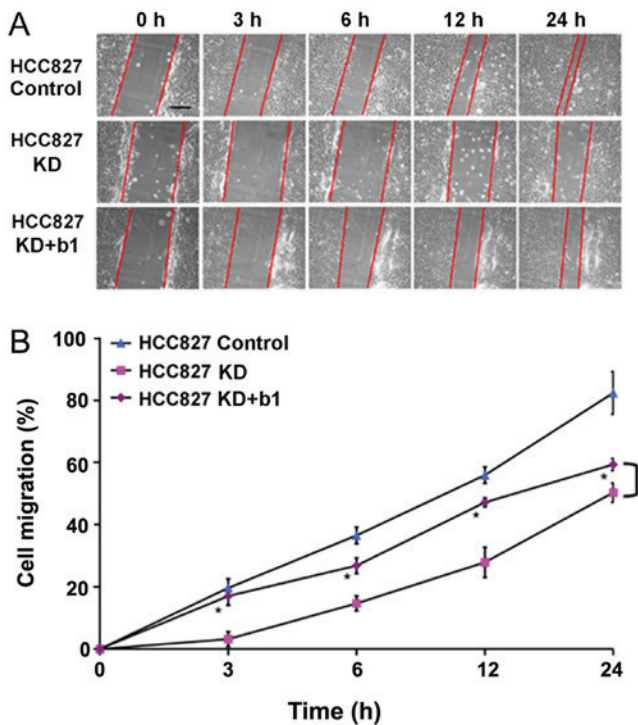 A
0 h 3 h 6 h 12 h 24 h
HCC827
Control
HCC827
KD
HCC827
KD+b1
B
HCC827 Control
HCC827 KD
HCC827 KD+b1
Cell migration (%)
100
80
60
40
20
0
* * * *
0 3 6 12 24
Time (h)